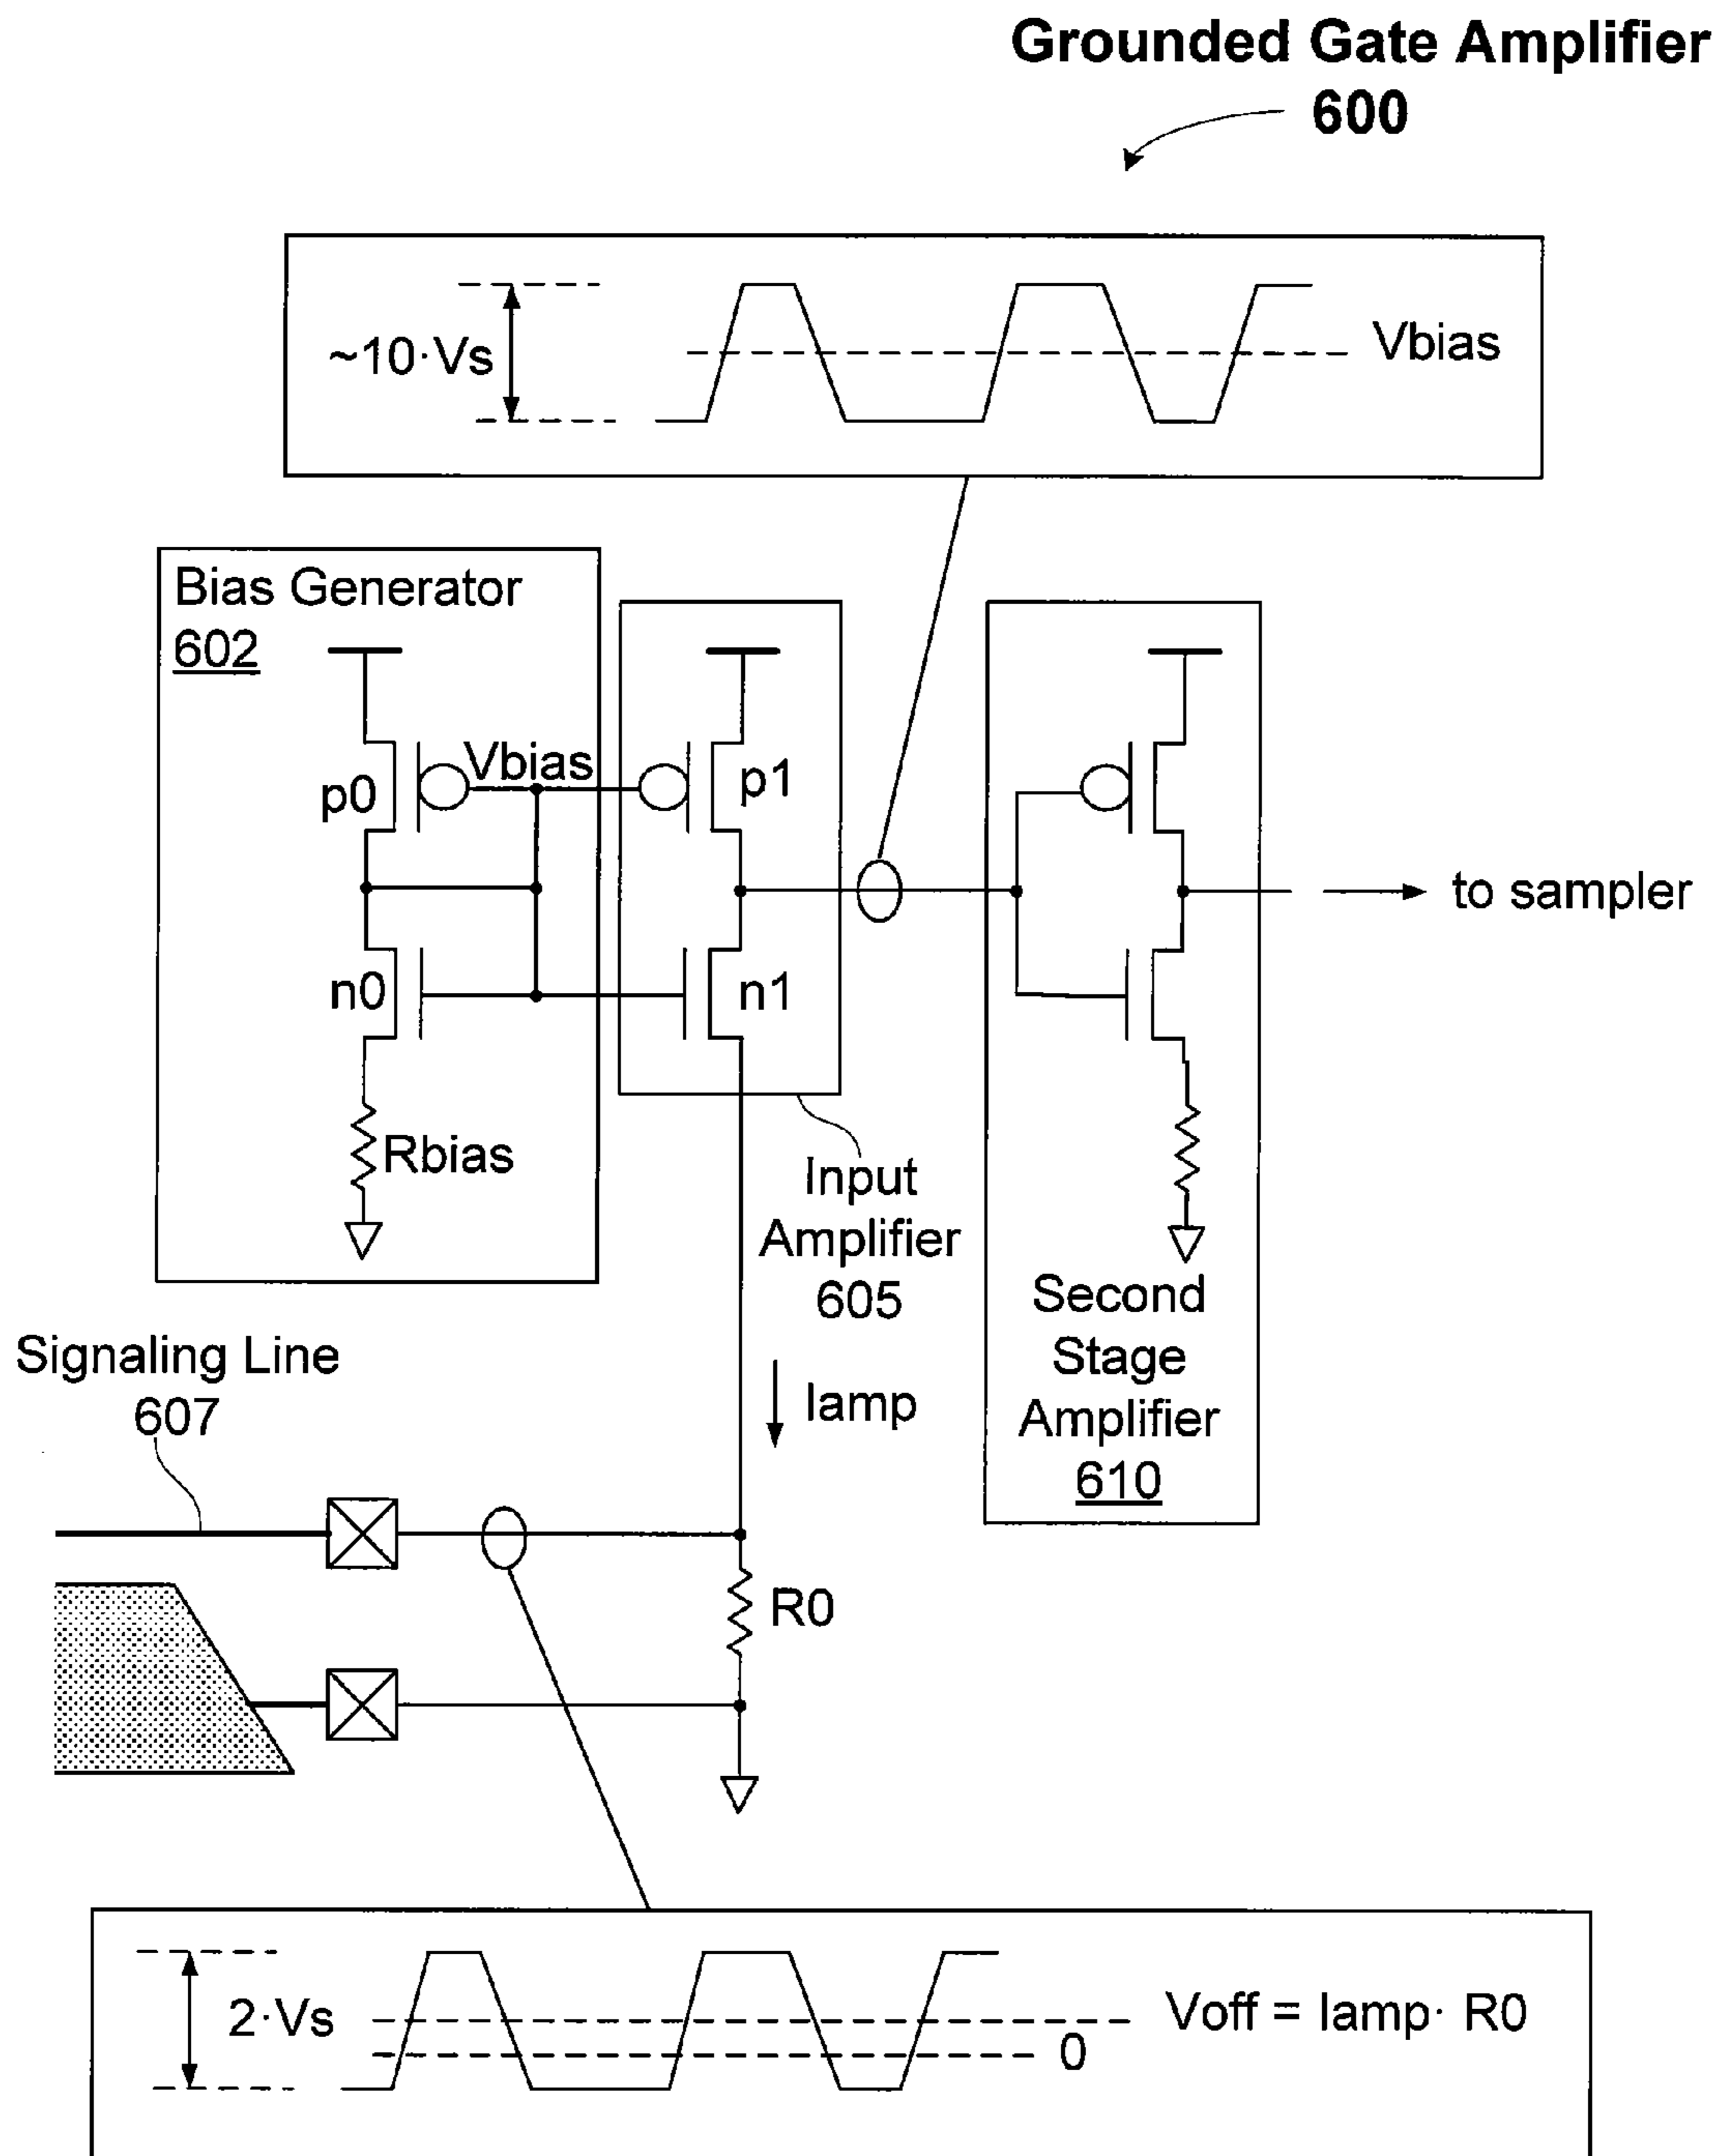 Grounded Gate Amplifier
600
~10·Vs
Vbias
Bias Generator
602
Vbias
p0
p1
n0
n1
Rbias
to sampler
Input
Amplifier
605
Second
Stage
Amplifier
610
Signaling Line
607
Iamp
R0
2·Vs
Voff = Iamp· R0
0